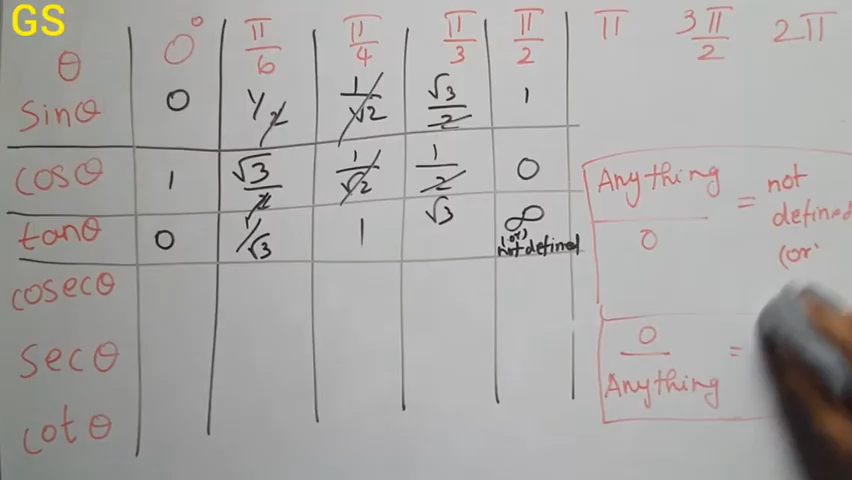 GS
θ 0° π/6 π/4 π/3 π/2 π 3π/2 2π
sinθ 0 1/2 1/√2 √3/2 1
cosθ 1 √3/2 1/√2 1/2 0
tanθ 0 1/√3 1 √3 ∞
(or)
not defined
cosecθ
secθ
cot θ
Anything
0
= not
defined
(or
0
Anything
=